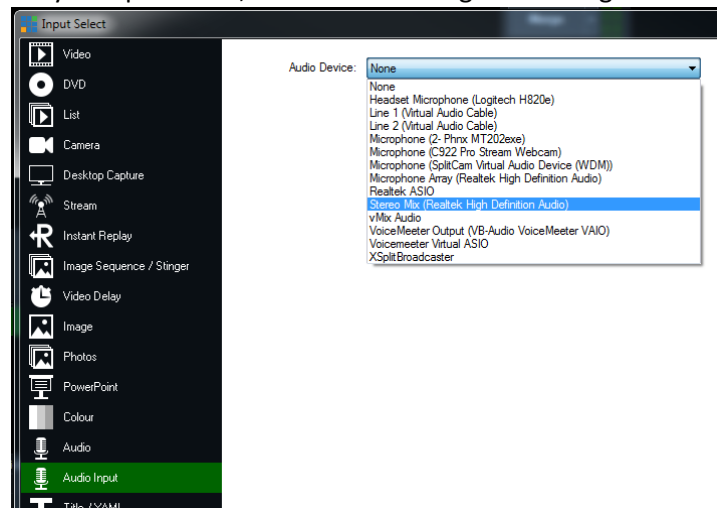 Input Select
Video
DVD
List
Camera
Desktop Capture
Stream
Instant Replay
Image Sequence / Stinger
Video Delay
Image
Photos
PowerPoint
Colour
Audio
Audio Input
Audio Device:
None
None
Headset Microphone (Logitech H820e)
Line 1 (Virtual Audio Cable)
Line 2 (Virtual Audio Cable)
Microphone (2- Phnx MT202exe)
Microphone (C922 Pro Stream Webcam)
Microphone (SplitCam Virtual Audio Device (WDM))
Microphone Array (Realtek High Definition Audio)
Realtek ASIO
Stereo Mix (Realtek High Definition Audio)
vMix Audio
VoiceMeeter Output (VB-Audio VoiceMeeter VAIO)
Voicemeeter Virtual ASIO
XSplitBroadcaster